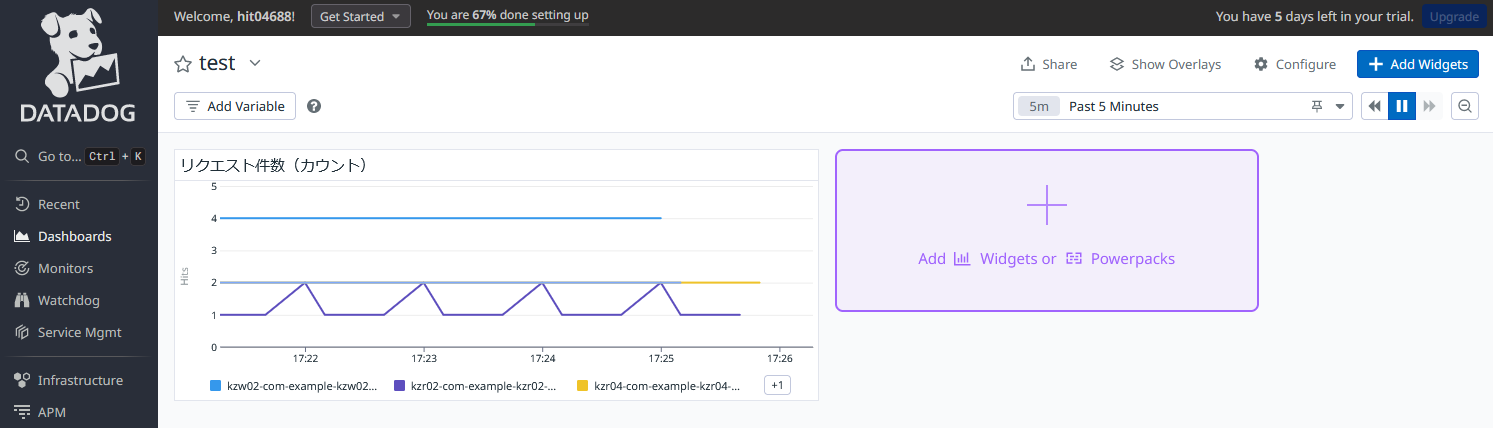 Welcome, hit04688! Get Started You are 67% done setting up You have 5 days left in your trial. Upgrade
DATADOG
test Share Show Overlays Configure Add Widgets
Add Variable 5m Past 5 Minutes
Go to... Ctrl + K
Recent
Dashboards
Monitors
Watchdog
Service Mgmt
Infrastructure
APM
リクエスト件数（カウント）
5
4
3
2
1
0
Hits
17:22 17:23 17:24 17:25 17:26
kzw02-com-example-kzw02... kzr02-com-example-kzr02-... kzr04-com-example-kzr04-... +1
Add Widgets or Powerpacks